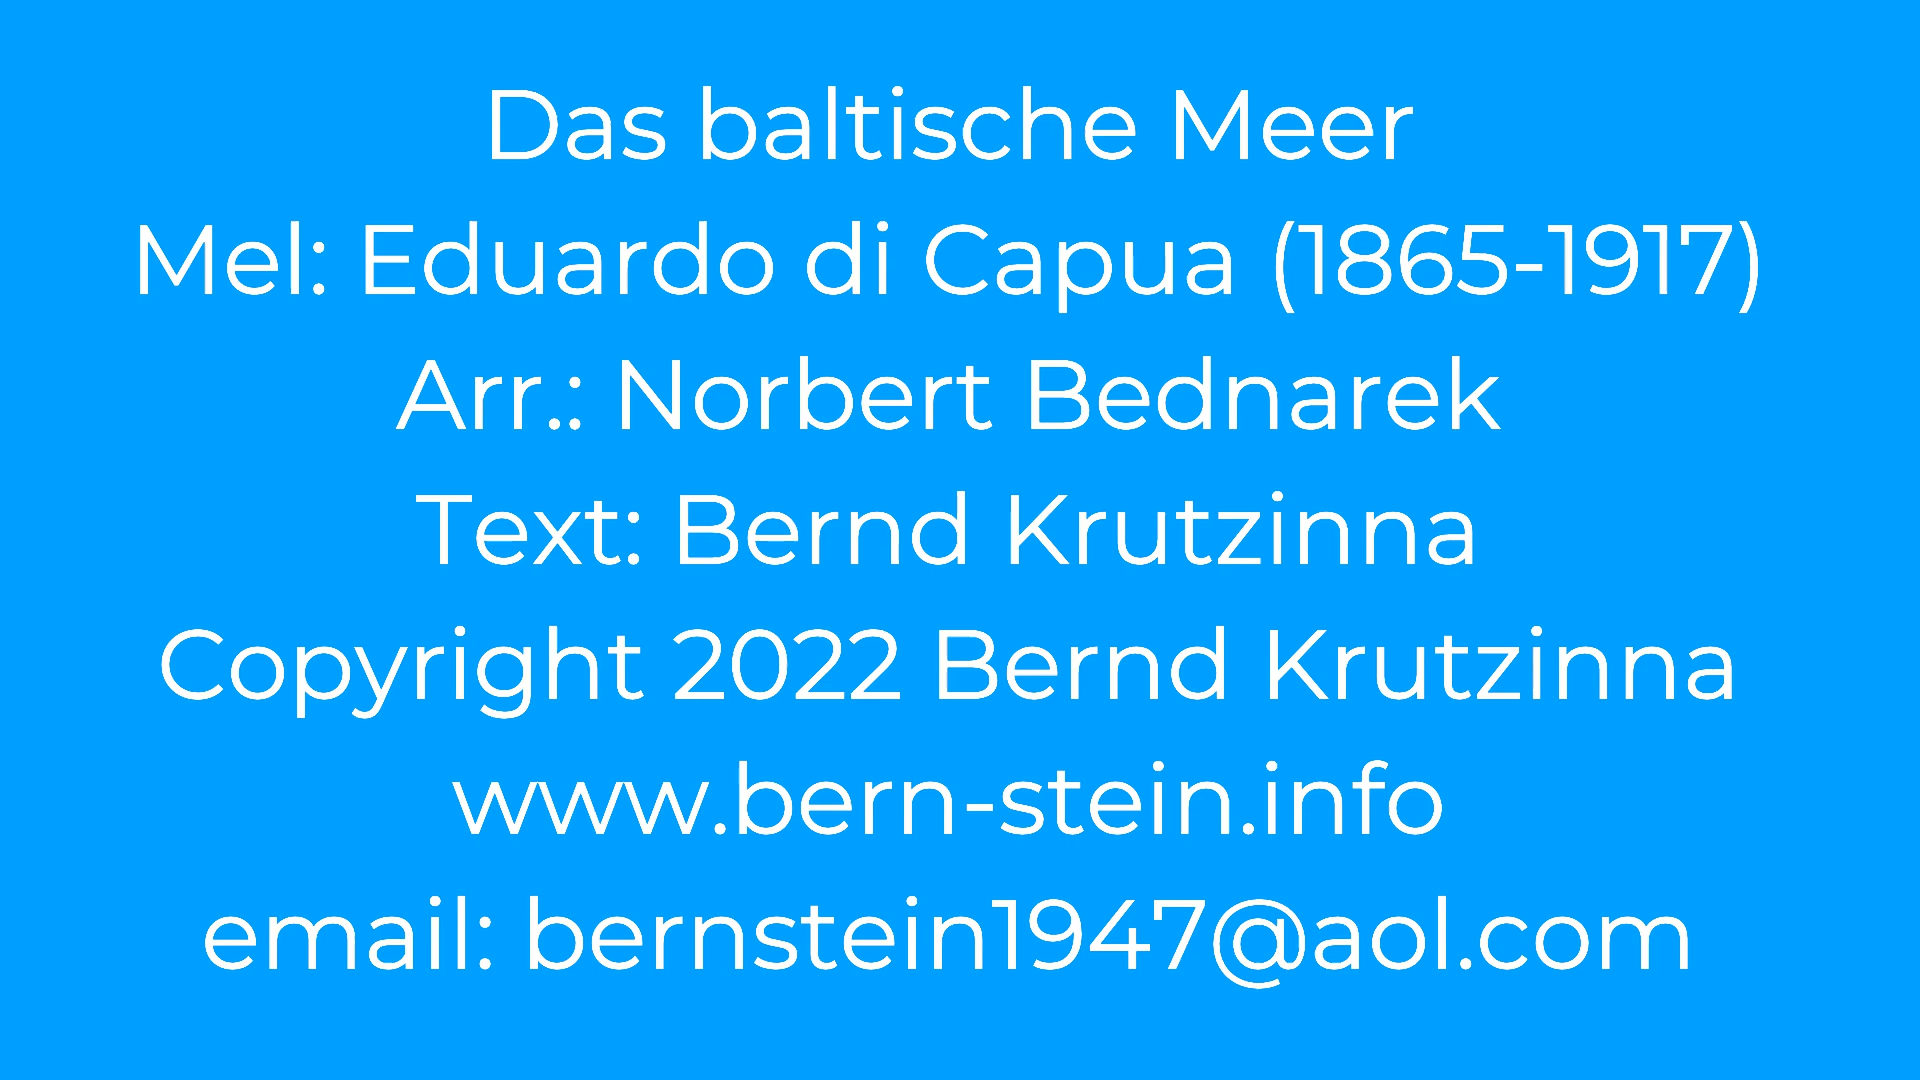 Das baltische Meer
Mel: Eduardo di Capua (1865-1917)
Arr.: Norbert Bednarek
Text: Bernd Krutzinna
Copyright 2022 Bernd Krutzinna
www.bern-stein.info
email: bernstein1947@aol.com